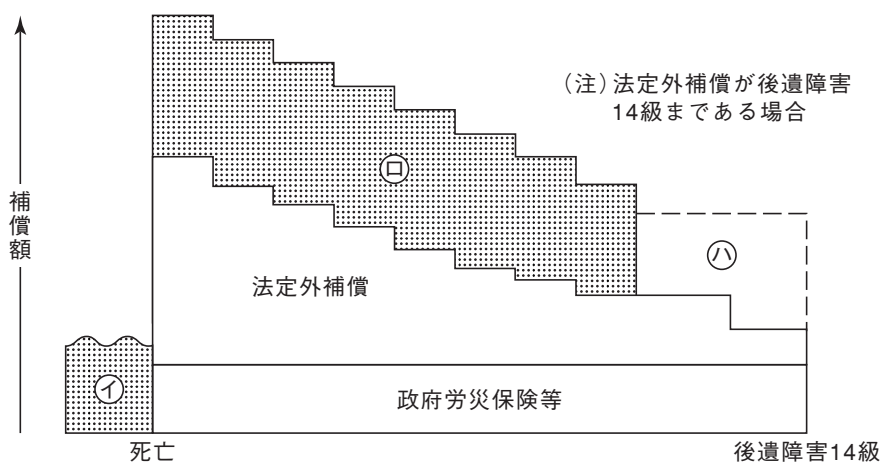 (注)法定外補償が後遺障害
14級までである場合
補償額
ロ
ハ
法定外補償
イ
政府労災保険等
死亡
後遺障害14級